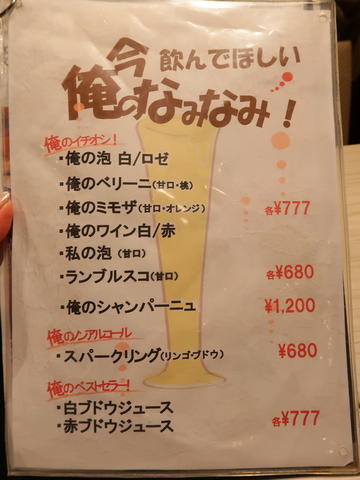 今 飲んでほしい
俺のなみなみ!
俺のイチオシ!
・俺の泡 白/ロゼ
・俺のベリーニ(甘口・桃)
・俺のミモザ(甘口・オレンジ) 各¥777
・俺のワイン白/赤
・私の泡 (甘口)
・ランブルスコ(甘口) 各¥680
・俺のシャンパーニュ ¥1,200
俺のノンアルコール
・スパークリング(リンゴ・ブドウ) ¥680
俺のベストセラー!
・白ブドウジュース
・赤ブドウジュース 各¥777